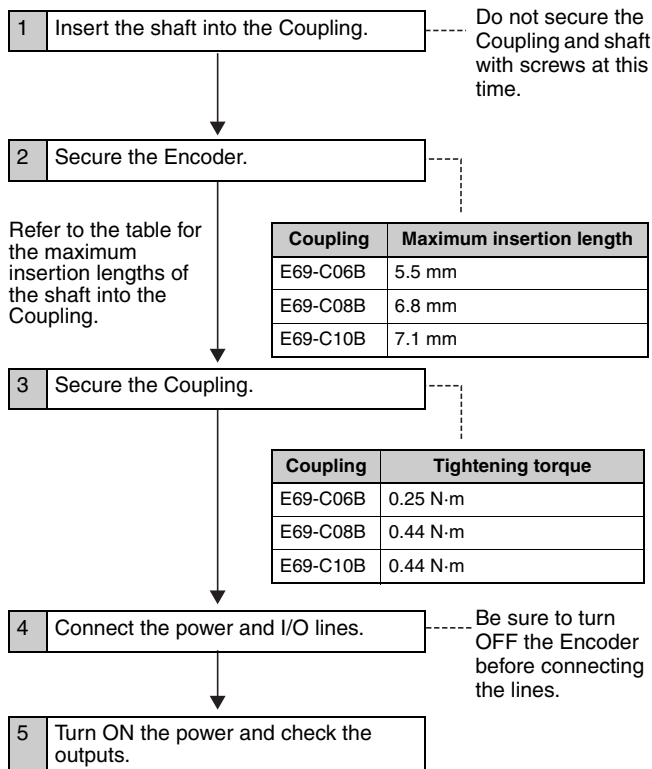 1 Insert the shaft into the Coupling.
Do not secure the
Coupling and shaft
with screws at this
time.
2 Secure the Encoder.
Refer to the table for
the maximum
insertion lengths of
the shaft into the
Coupling.
Coupling Maximum insertion length
E69-C06B 5.5 mm
E69-C08B 6.8 mm
E69-C10B 7.1 mm
3 Secure the Coupling.
Coupling Tightening torque
E69-C06B 0.25 N·m
E69-C08B 0.44 N·m
E69-C10B 0.44 N·m
4 Connect the power and I/O lines.
Be sure to turn
OFF the Encoder
before connecting
the lines.
5 Turn ON the power and check the
outputs.